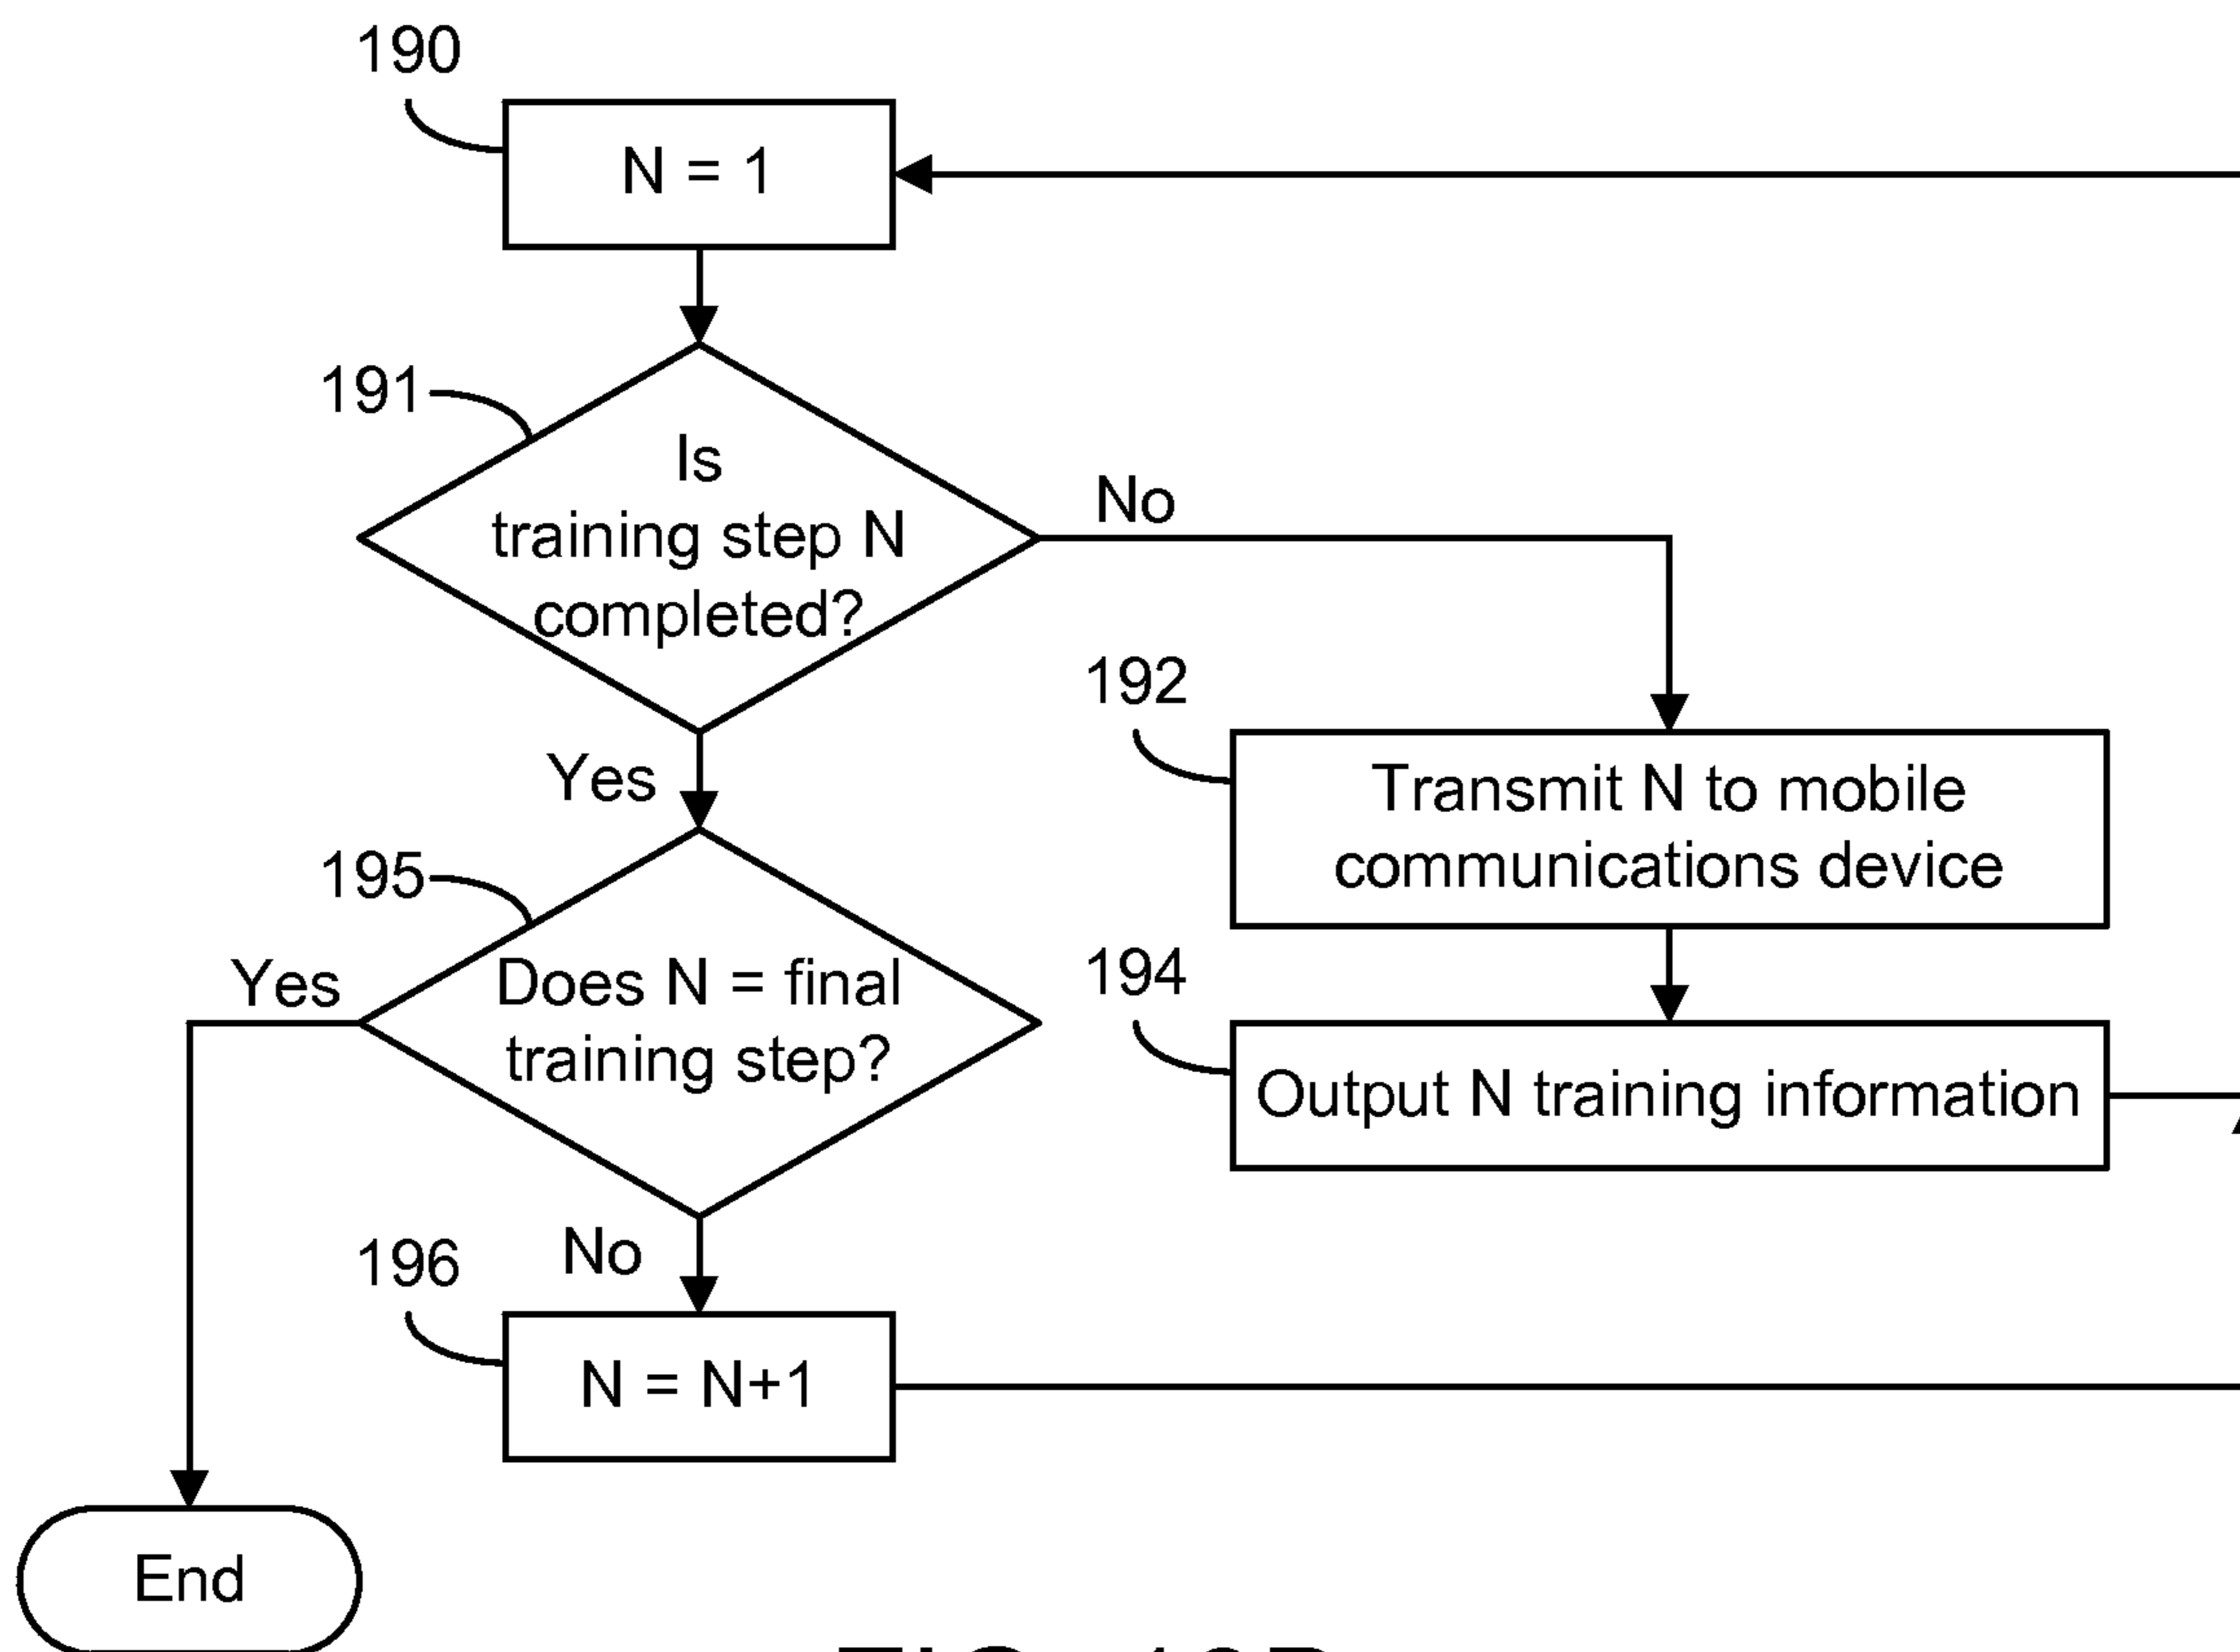 190
N = 1
191
Is
training step N
completed?
No
192
Transmit N to mobile
communications device
Yes
195
Does N = final
training step?
Yes
194
Output N training information
No
196
N = N+1
End